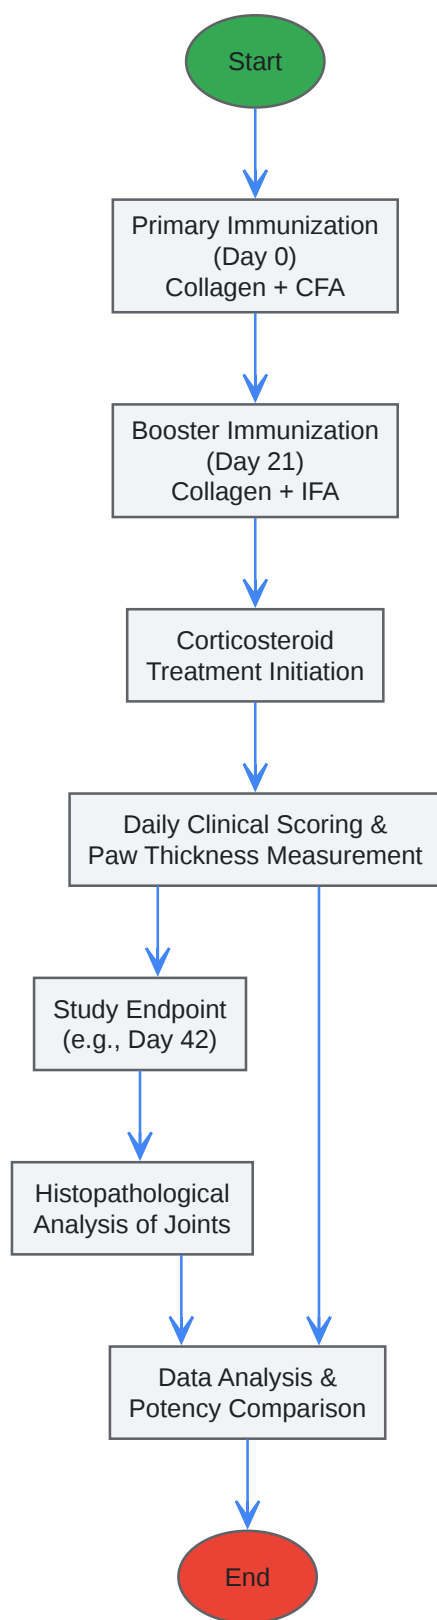 Start
Primary Immunization
(Day 0)
Collagen + CFA
Booster Immunization
(Day 21)
Collagen + IFA
Corticosteroid
Treatment Initiation
Daily Clinical Scoring &
Paw Thickness Measurement
Study Endpoint
(e.g., Day 42)
Histopathological
Analysis of Joints
Data Analysis &
Potency Comparison
End